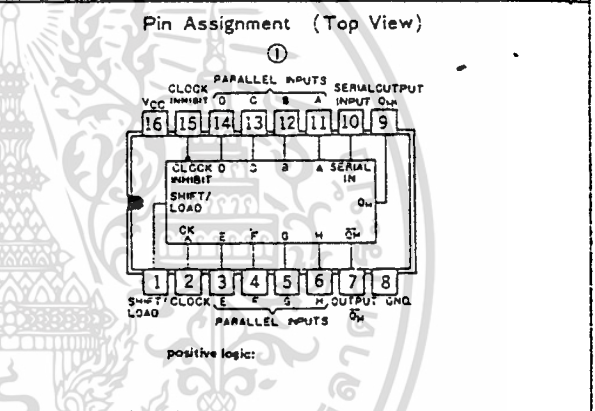 Pin Assignment (Top View)
1
PARALLEL INPUTS
CLOCK INHIBIT D C B A SERIAL INPUT OUTPUT QH
VCC
16 15 14 13 12 11 10 9
CLOCK INHIBIT D C B A SERIAL IN
SHIFT/
LOAD
QH
CK E F G H QH
1 2 3 4 5 6 7 8
SHIFT/ LOAD CLOCK E F G H OUTPUT QH GND
PARALLEL INPUTS
positive logic: